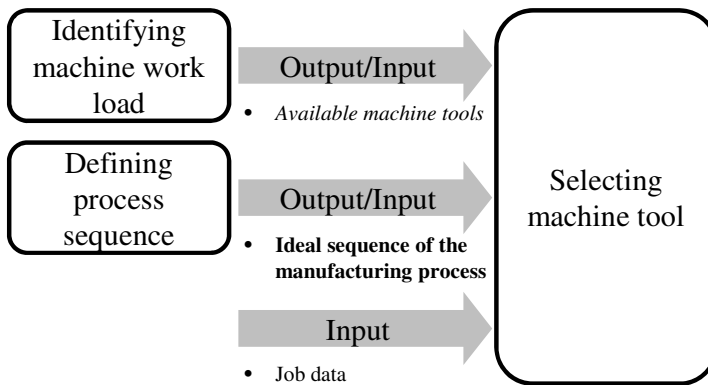 Identifying
machine work
load
Output/Input
• Available machine tools
Defining
process
sequence
Output/Input
• Ideal sequence of the
manufacturing process
Input
• Job data
Selecting
machine tool